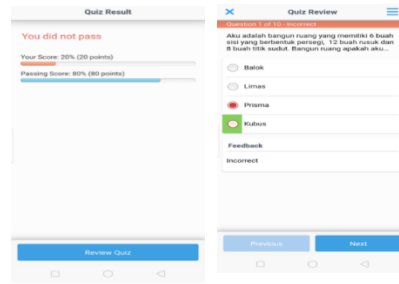 Quiz Result
You did not pass
Your Score: 20% (20 points)
Passing Score: 80% (80 points)
Review Quiz
Quiz Review
Question 1 of 10 - Incorrect
Aku adalah bangun ruang yang memiliki 6 buah
sisi yang berbentuk persegi, 12 buah rusuk dan
8 buah titik sudut. Bangun ruang apakah aku...
Balok
Limas
Prisma
Kubus
Feedback
Incorrect
Previous
Next